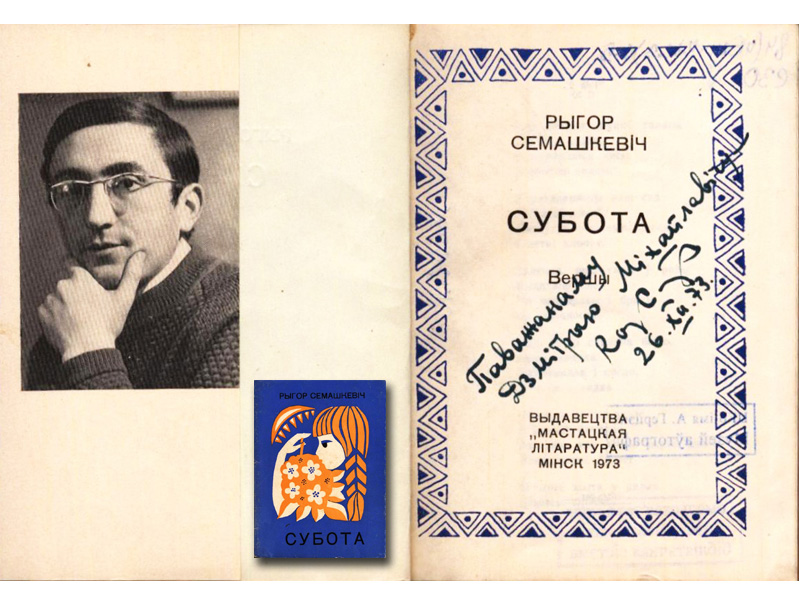 РЫГОР СЕМАШКЕВІЧ
СУБОТА
РЫГОР
СЕМАШКЕВІЧ
СУБОТА
Вершы
Паважанаму
Дзмітрыю Міхайлавічу
26.XII.73.
ВЫДАВЕЦТВА
„МАСТАЦКАЯ
ЛІТАРАТУРА“
МІНСК 1973